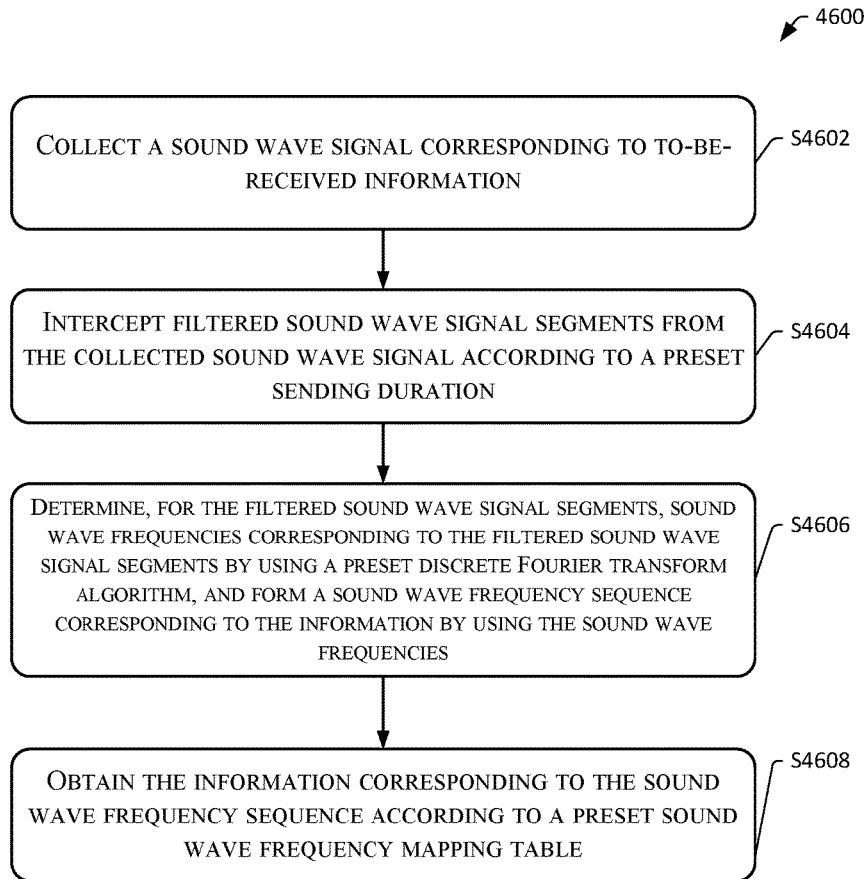 4600
COLLECT A SOUND WAVE SIGNAL CORRESPONDING TO TO-BE-
RECEIVED INFORMATION
S4602
INTERCEPT FILTERED SOUND WAVE SIGNAL SEGMENTS FROM
THE COLLECTED SOUND WAVE SIGNAL ACCORDING TO A PRESET
SENDING DURATION
S4604
DETERMINE, FOR THE FILTERED SOUND WAVE SIGNAL SEGMENTS, SOUND
WAVE FREQUENCIES CORRESPONDING TO THE FILTERED SOUND WAVE
SIGNAL SEGMENTS BY USING A PRESET DISCRETE FOURIER TRANSFORM
ALGORITHM, AND FORM A SOUND WAVE FREQUENCY SEQUENCE
CORRESPONDING TO THE INFORMATION BY USING THE SOUND WAVE
FREQUENCIES
S4606
OBTAIN THE INFORMATION CORRESPONDING TO THE SOUND
WAVE FREQUENCY SEQUENCE ACCORDING TO A PRESET SOUND
WAVE FREQUENCY MAPPING TABLE
S4608